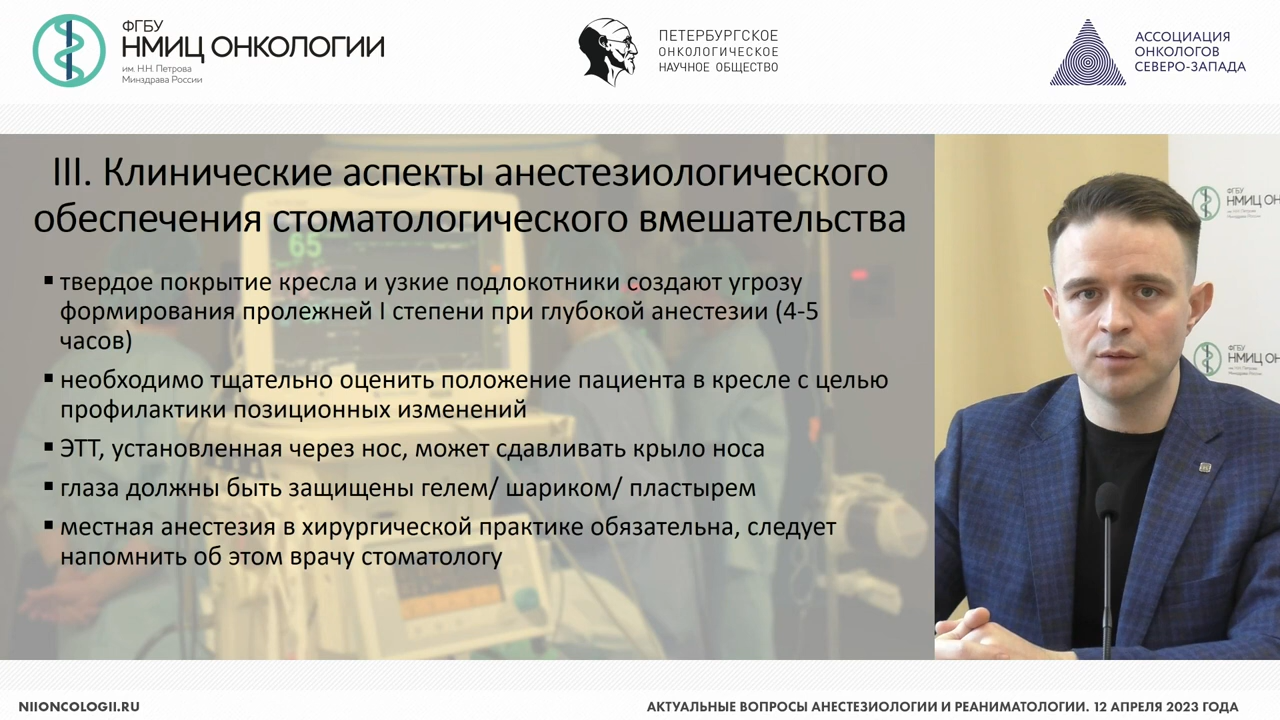 ФГБУ
НМИЦ ОНКОЛОГИИ
им. Н.Н. Петрова
Минздрава России
ПЕТЕРБУРГСКОЕ
ОНКОЛОГИЧЕСКОЕ
НАУЧНОЕ ОБЩЕСТВО
АССОЦИАЦИЯ
ОНКОЛОГОВ
СЕВЕРО-ЗАПАДА
III. Клинические аспекты анестезиологического
обеспечения стоматологического вмешательства
65
▪ твердое покрытие кресла и узкие подлокотники создают угрозу
формирования пролежней I степени при глубокой анестезии (4-5
часов)
▪ необходимо тщательно оценить положение пациента в кресле с целью
профилактики позиционных изменений
▪ ЭТТ, установленная через нос, может сдавливать крыло носа
▪ глаза должны быть защищены гелем/ шариком/ пластырем
▪ местная анестезия в хирургической практике обязательна, следует
напомнить об этом врачу стоматологу
ФГБУ
НМИЦ ОН
ФГБУ
НМИЦ ОН
NIIONCOLOGII.RU
АКТУАЛЬНЫЕ ВОПРОСЫ АНЕСТЕЗИОЛОГИИ И РЕАНИМАТОЛОГИИ. 12 АПРЕЛЯ 2023 ГОДА